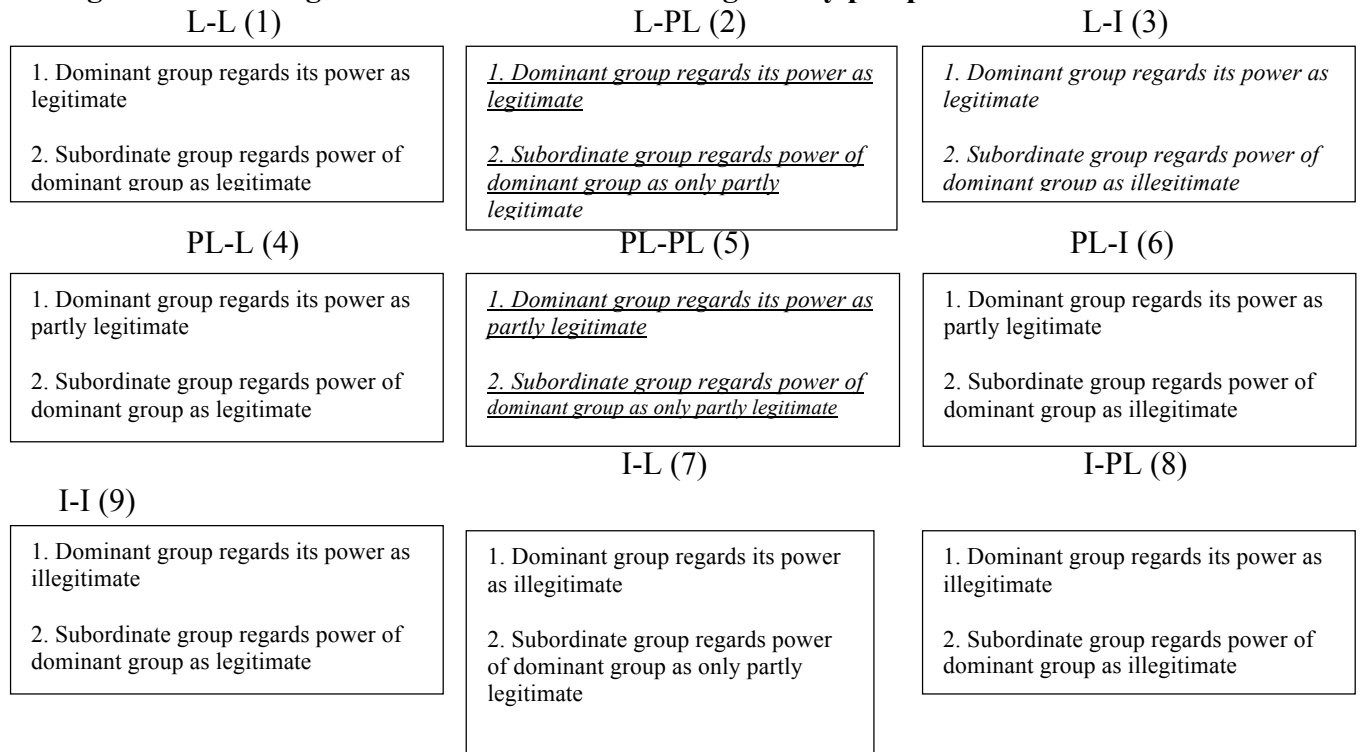 L-L (1)
1. Dominant group regards its power as
legitimate
2. Subordinate group regards power of
dominant group as legitimate
L-PL (2)
1. Dominant group regards its power as
legitimate
2. Subordinate group regards power of
dominant group as only partly
legitimate
L-I (3)
1. Dominant group regards its power as
legitimate
2. Subordinate group regards power of
dominant group as illegitimate
PL-L (4)
1. Dominant group regards its power as
partly legitimate
2. Subordinate group regards power of
dominant group as legitimate
PL-PL (5)
1. Dominant group regards its power as
partly legitimate
2. Subordinate group regards power of
dominant group as only partly legitimate
PL-I (6)
1. Dominant group regards its power as
partly legitimate
2. Subordinate group regards power of
dominant group as illegitimate
I-I (9)
1. Dominant group regards its power as
illegitimate
2. Subordinate group regards power of
dominant group as legitimate
I-L (7)
1. Dominant group regards its power
as illegitimate
2. Subordinate group regards power
of dominant group as only partly
legitimate
I-PL (8)
1. Dominant group regards its power as
illegitimate
2. Subordinate group regards power of
dominant group as illegitimate